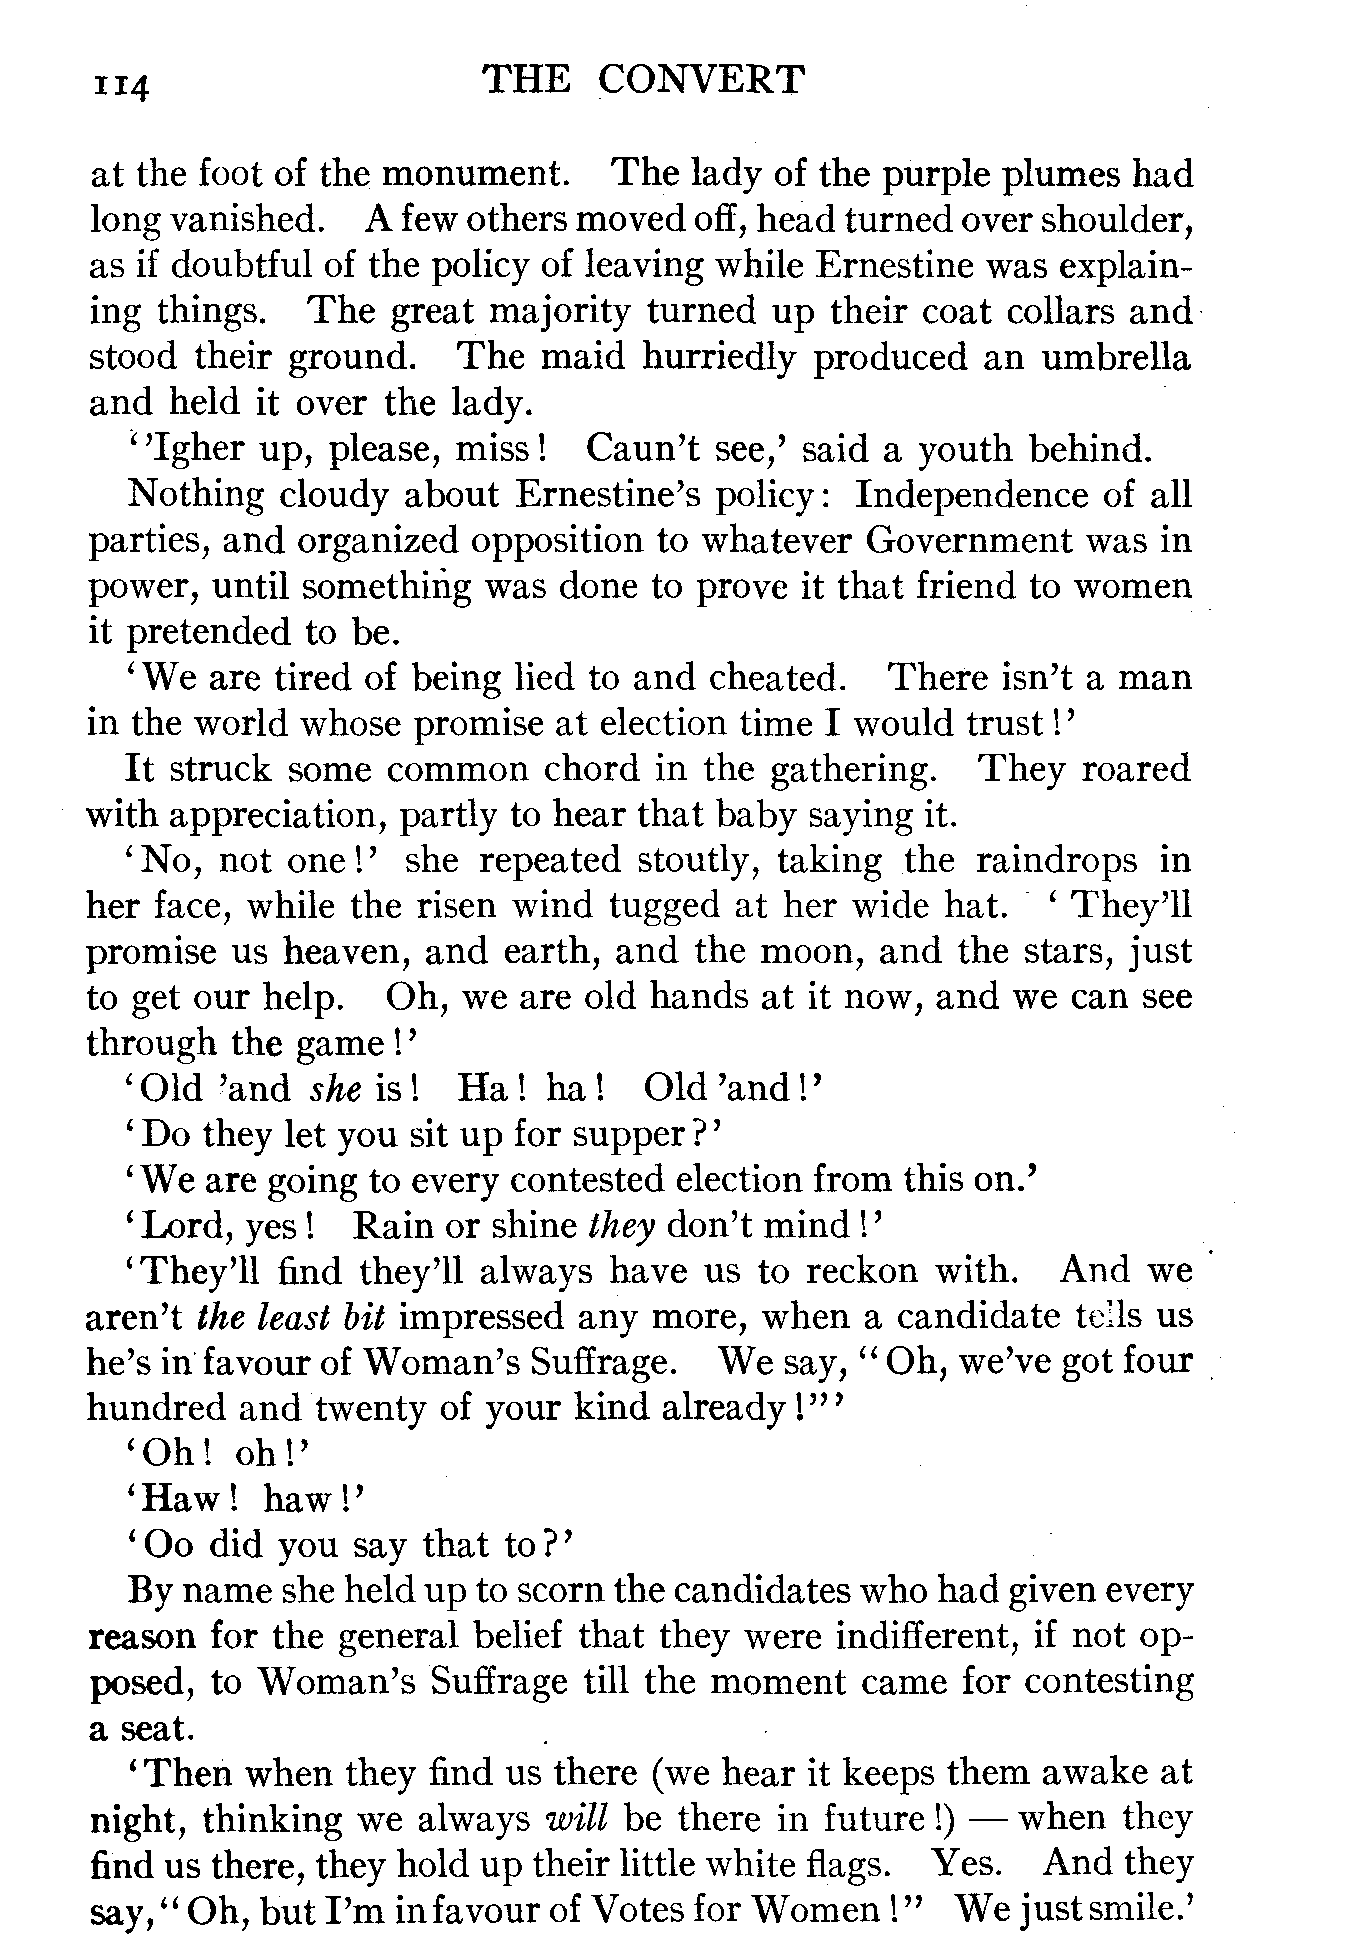 114 THE CONVERT
at the foot of the monument. The lady of the purple plumes had
long vanished. A few others moved off, head turned over shoulder,
as if doubtful of the policy of leaving while Ernestine was explain-
ing things. The great majority turned up their coat collars and
stood their ground. The maid hurriedly produced an umbrella
and held it over the lady.
‘’Igher up, please, miss! Caun’t see,’ said a youth behind.
Nothing cloudy about Ernestine’s policy: Independence of all
parties, and organized opposition to whatever Government was in
power, until something was done to prove it that friend to women
it pretended to be.
‘We are tired of being lied to and cheated. There isn’t a man
in the world whose promise at election time I would trust!’
It struck some common chord in the gathering. They roared
with appreciation, partly to hear that baby saying it.
‘No, not one!’ she repeated stoutly, taking the raindrops in
her face, while the risen wind tugged at her wide hat. ‘They’ll
promise us heaven, and earth, and the moon, and the stars, just
to get our help. Oh, we are old hands at it now, and we can see
through the game!’
‘Old ’and she is! Ha! ha! Old ’and!’
‘Do they let you sit up for supper?’
‘We are going to every contested election from this on.’
‘Lord, yes! Rain or shine they don’t mind!’
‘They’ll find they’ll always have us to reckon with. And we
aren’t the least bit impressed any more, when a candidate tells us
he’s in favour of Woman’s Suffrage. We say, “Oh, we’ve got four
hundred and twenty of your kind already!”’
‘Oh! oh!’
‘Haw! haw!’
‘Oo did you say that to?’
By name she held up to scorn the candidates who had given every
reason for the general belief that they were indifferent, if not op-
posed, to Woman’s Suffrage till the moment came for contesting
a seat.
‘Then when they find us there (we hear it keeps them awake at
night, thinking we always will be there in future!) — when they
find us there, they hold up their little white flags. Yes. And they
say, “Oh, but I’m in favour of Votes for Women!” We just smile.’